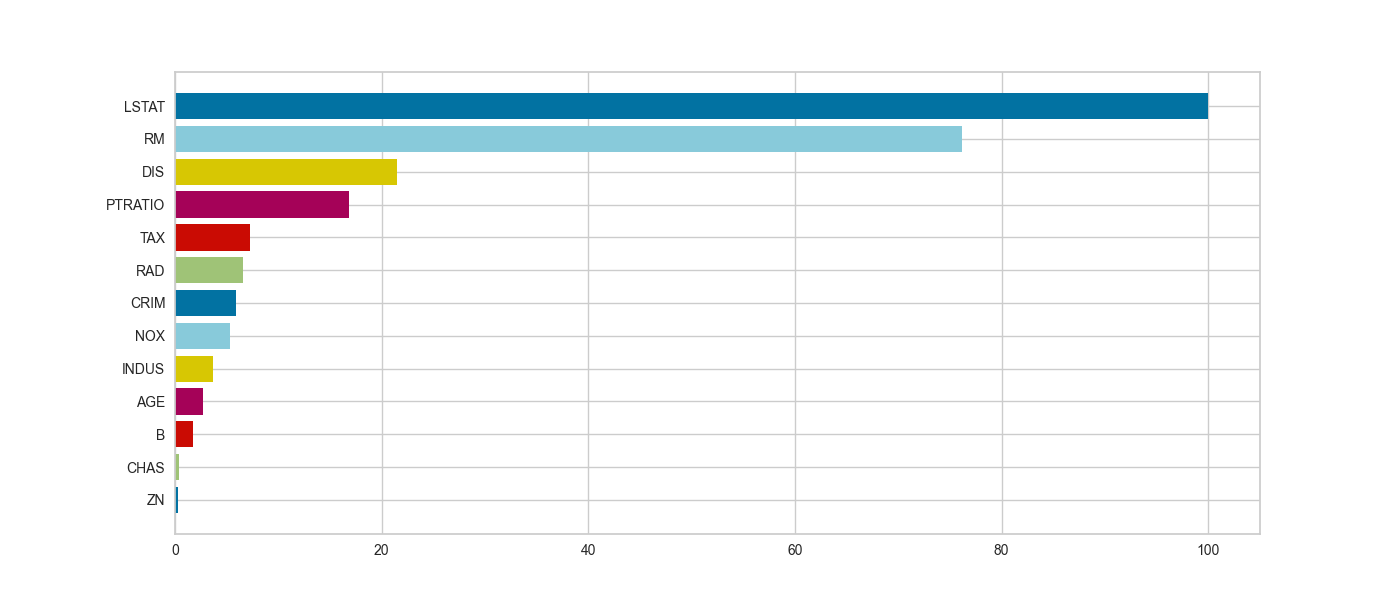 LSTAT
RM
DIS
PTRATIO
TAX
RAD
CRIM
NOX
INDUS
AGE
B
CHAS
ZN
0 20 40 60 80 100